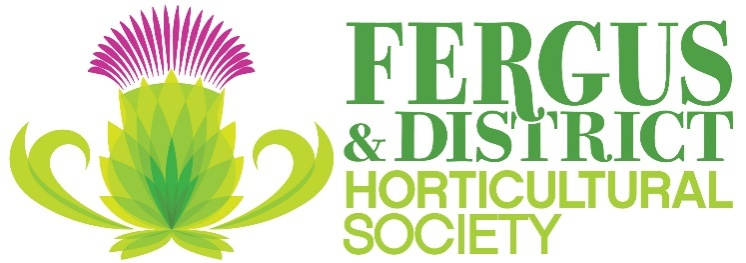 FERGUS
& DISTRICT
HORTICULTURAL
SOCIETY